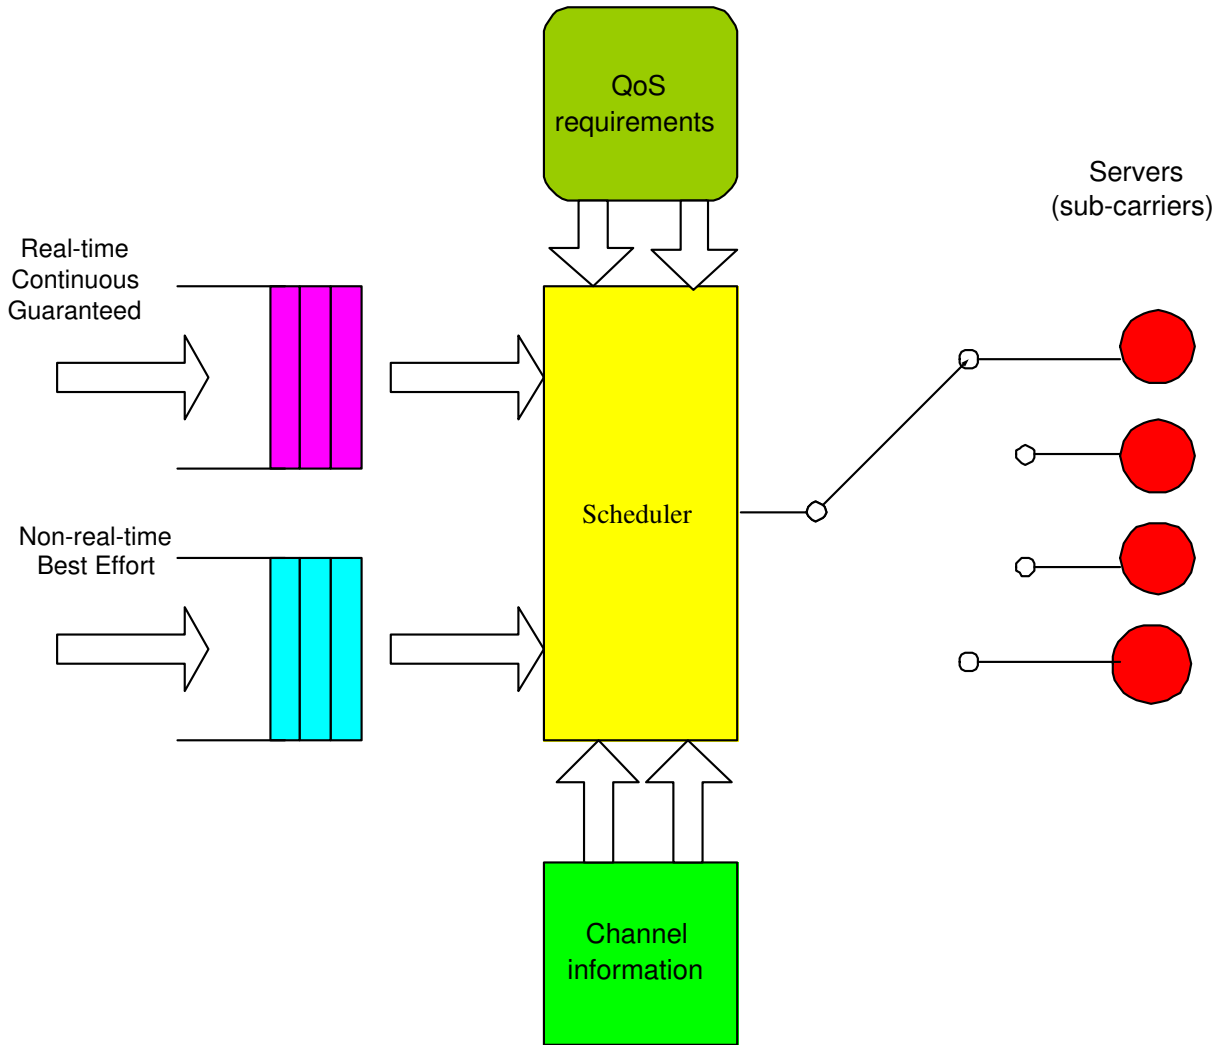 QoS
requirements
Servers
(sub-carriers)
Real-time
Continuous
Guaranteed
Non-real-time
Best Effort
Scheduler
Channel
information